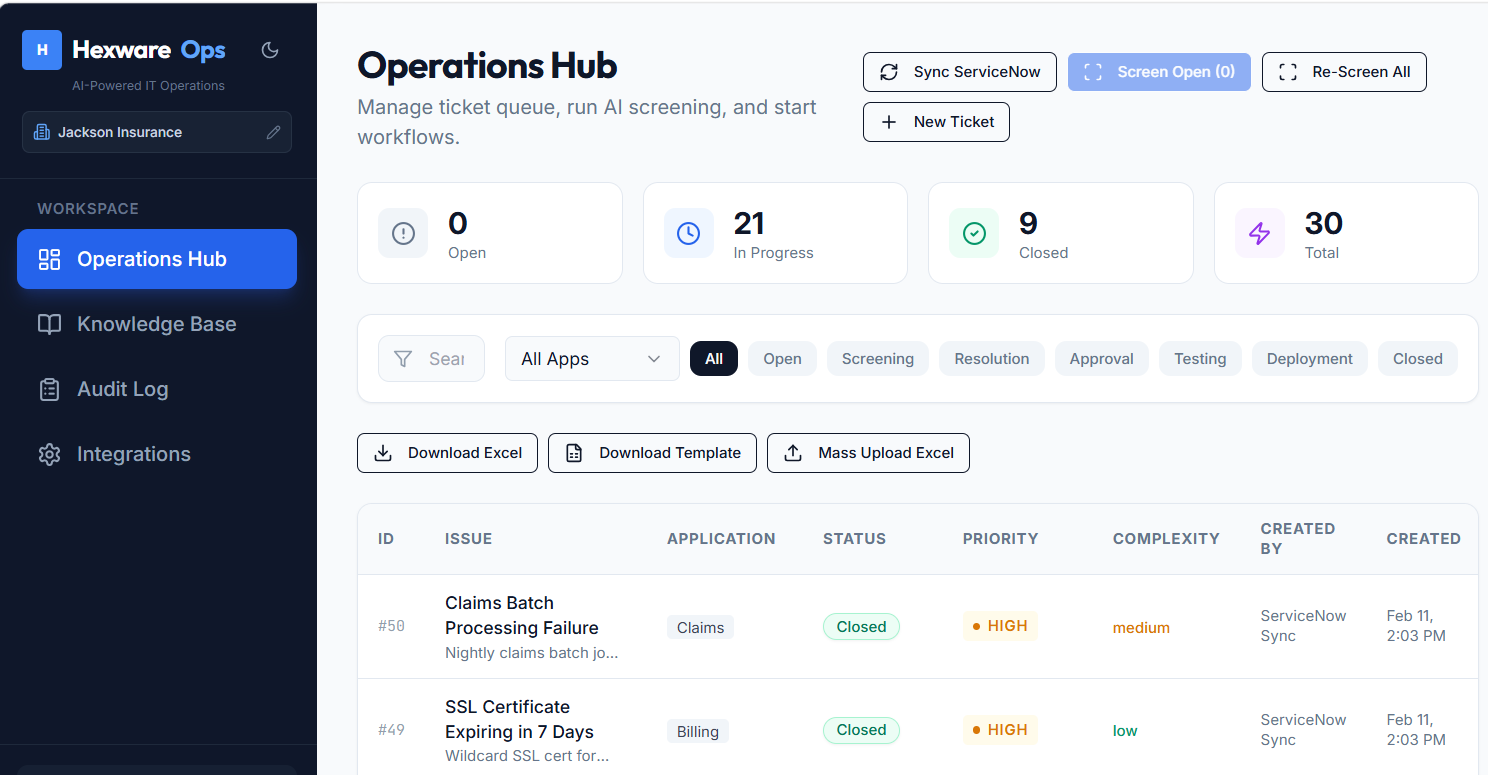 H
Hexware Ops
AI-Powered IT Operations
Jackson Insurance
WORKSPACE
Operations Hub
Knowledge Base
Audit Log
Integrations
Operations Hub
Manage ticket queue, run AI screening, and start
workflows.
Sync ServiceNow
Screen Open (0)
Re-Screen All
New Ticket
0
Open
21
In Progress
9
Closed
30
Total
Sear
All Apps
All
Open
Screening
Resolution
Approval
Testing
Deployment
Closed
Download Excel
Download Template
Mass Upload Excel
ID
ISSUE
APPLICATION
STATUS
PRIORITY
COMPLEXITY
CREATED
BY
CREATED
#50
Claims Batch
Processing Failure
Nightly claims batch jo...
Claims
Closed
HIGH
medium
ServiceNow
Sync
Feb 11,
2:03 PM
#49
SSL Certificate
Expiring in 7 Days
Wildcard SSL cert for...
Billing
Closed
HIGH
low
ServiceNow
Sync
Feb 11,
2:03 PM